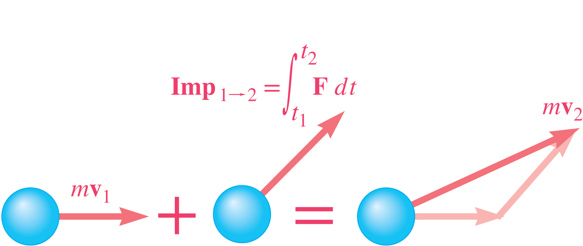 Imp₁→₂ = ∫ₜ₁ᵗ² F dt
mv₁
+
=
mv₂